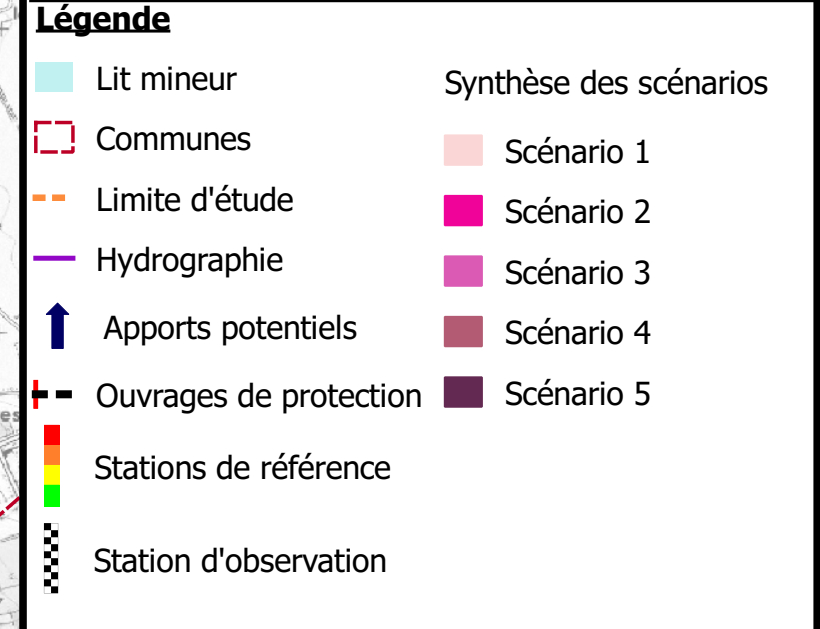 Légende
Lit mineur
Communes
Limite d'étude
Hydrographie
Apports potentiels
Ouvrages de protection
Stations de référence
Station d'observation
Synthèse des scénarios
Scénario 1
Scénario 2
Scénario 3
Scénario 4
Scénario 5